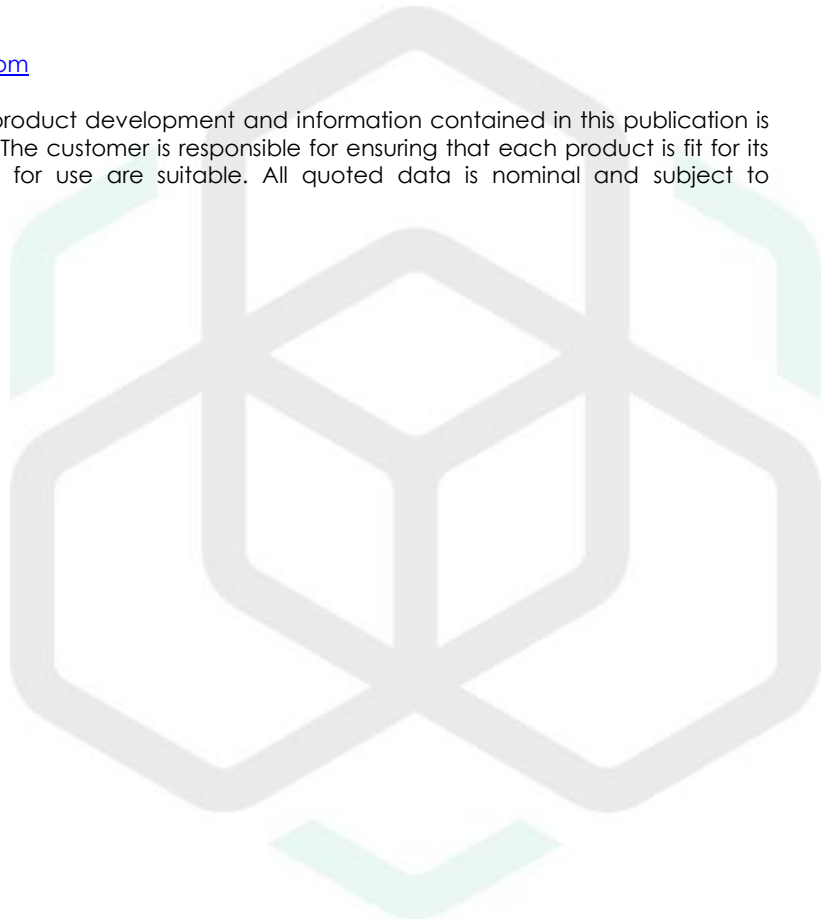 om
product development and information contained in this publication is
The customer is responsible for ensuring that each product is fit for its
for use are suitable. All quoted data is nominal and subject to